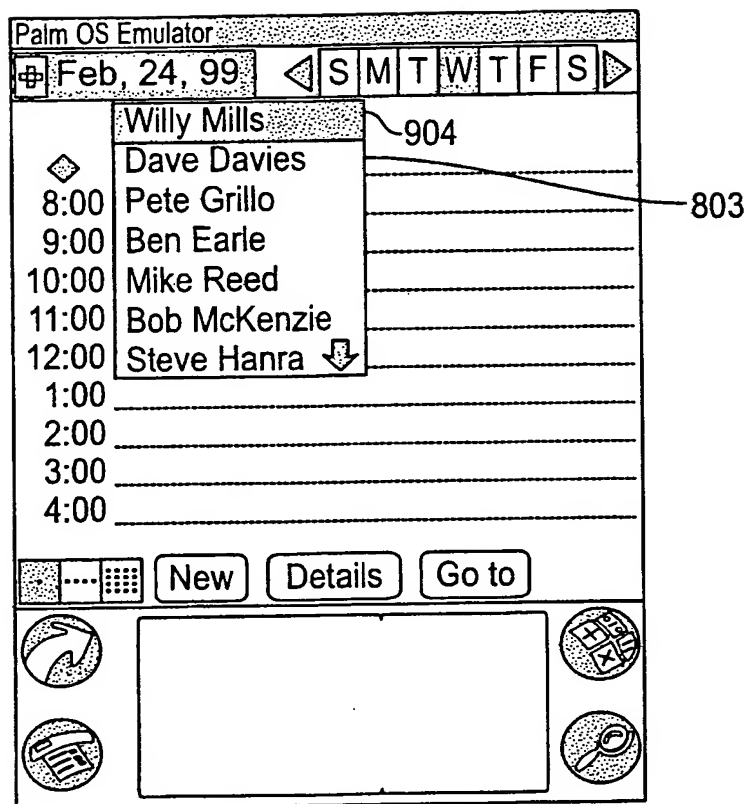 Palm OS Emulator
Feb, 24, 99 S M T W T F S
Willy Mills 904
Dave Davies 803
8:00 Pete Grillo
9:00 Ben Earle
10:00 Mike Reed
11:00 Bob McKenzie
12:00 Steve Hanra
1:00
2:00
3:00
4:00
New Details Go to